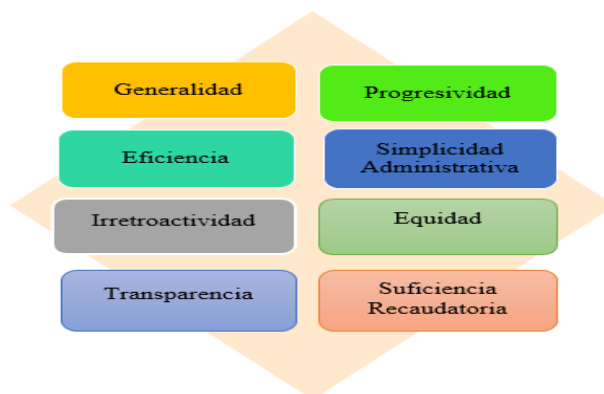 Generalidad
Progresividad
Eficiencia
Simplicidad
Administrativa
Irretroactividad
Equidad
Transparencia
Suficiencia
Recaudatoria